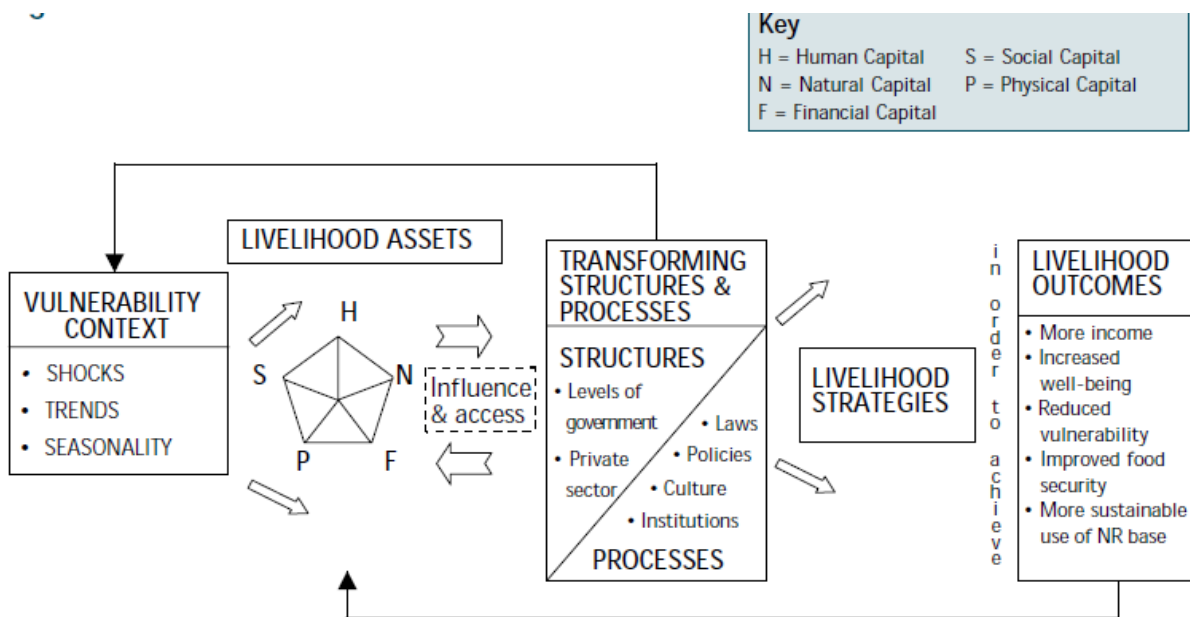 Key
H = Human Capital
S = Social Capital
N = Natural Capital
P = Physical Capital
F = Financial Capital
LIVELIHOOD ASSETS
VULNERABILITY
CONTEXT
• SHOCKS
• TRENDS
• SEASONALITY
H
S
N
P
F
Influence
& access
TRANSFORMING
STRUCTURES &
PROCESSES
STRUCTURES
• Levels of
government
• Private
sector
• Laws
• Policies
• Culture
• Institutions
PROCESSES
LIVELIHOOD
STRATEGIES
in order to achieve
LIVELIHOOD
OUTCOMES
• More income
• Increased
well-being
• Reduced
vulnerability
• Improved food
security
• More sustainable
use of NR base